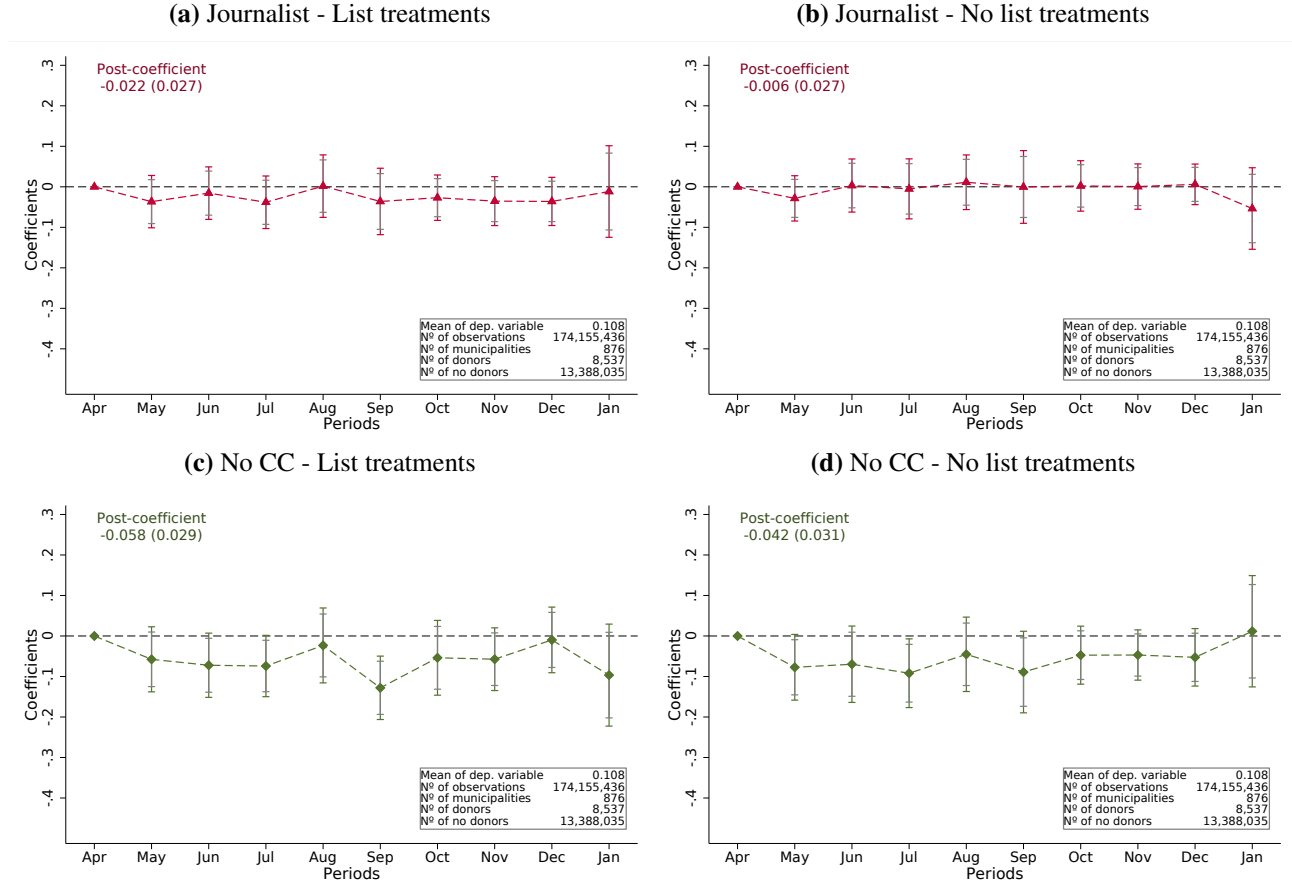 (a) Journalist - List treatments
Post-coefficient
-0.022 (0.027)
Coefficients
.3
.2
.1
0
-.1
-.2
-.3
-.4
Mean of dep. variable 0.108
Nº of observations 174,155,436
Nº of municipalities 876
Nº of donors 8,537
Nº of no donors 13,388,035
Apr May Jun Jul Aug Sep Oct Nov Dec Jan
Periods
(b) Journalist - No list treatments
Post-coefficient
-0.006 (0.027)
Coefficients
.3
.2
.1
0
-.1
-.2
-.3
-.4
Mean of dep. variable 0.108
Nº of observations 174,155,436
Nº of municipalities 876
Nº of donors 8,537
Nº of no donors 13,388,035
Apr May Jun Jul Aug Sep Oct Nov Dec Jan
Periods
(c) No CC - List treatments
Post-coefficient
-0.058 (0.029)
Coefficients
.3
.2
.1
0
-.1
-.2
-.3
-.4
Mean of dep. variable 0.108
Nº of observations 174,155,436
Nº of municipalities 876
Nº of donors 8,537
Nº of no donors 13,388,035
Apr May Jun Jul Aug Sep Oct Nov Dec Jan
Periods
(d) No CC - No list treatments
Post-coefficient
-0.042 (0.031)
Coefficients
.3
.2
.1
0
-.1
-.2
-.3
-.4
Mean of dep. variable 0.108
Nº of observations 174,155,436
Nº of municipalities 876
Nº of donors 8,537
Nº of no donors 13,388,035
Apr May Jun Jul Aug Sep Oct Nov Dec Jan
Periods